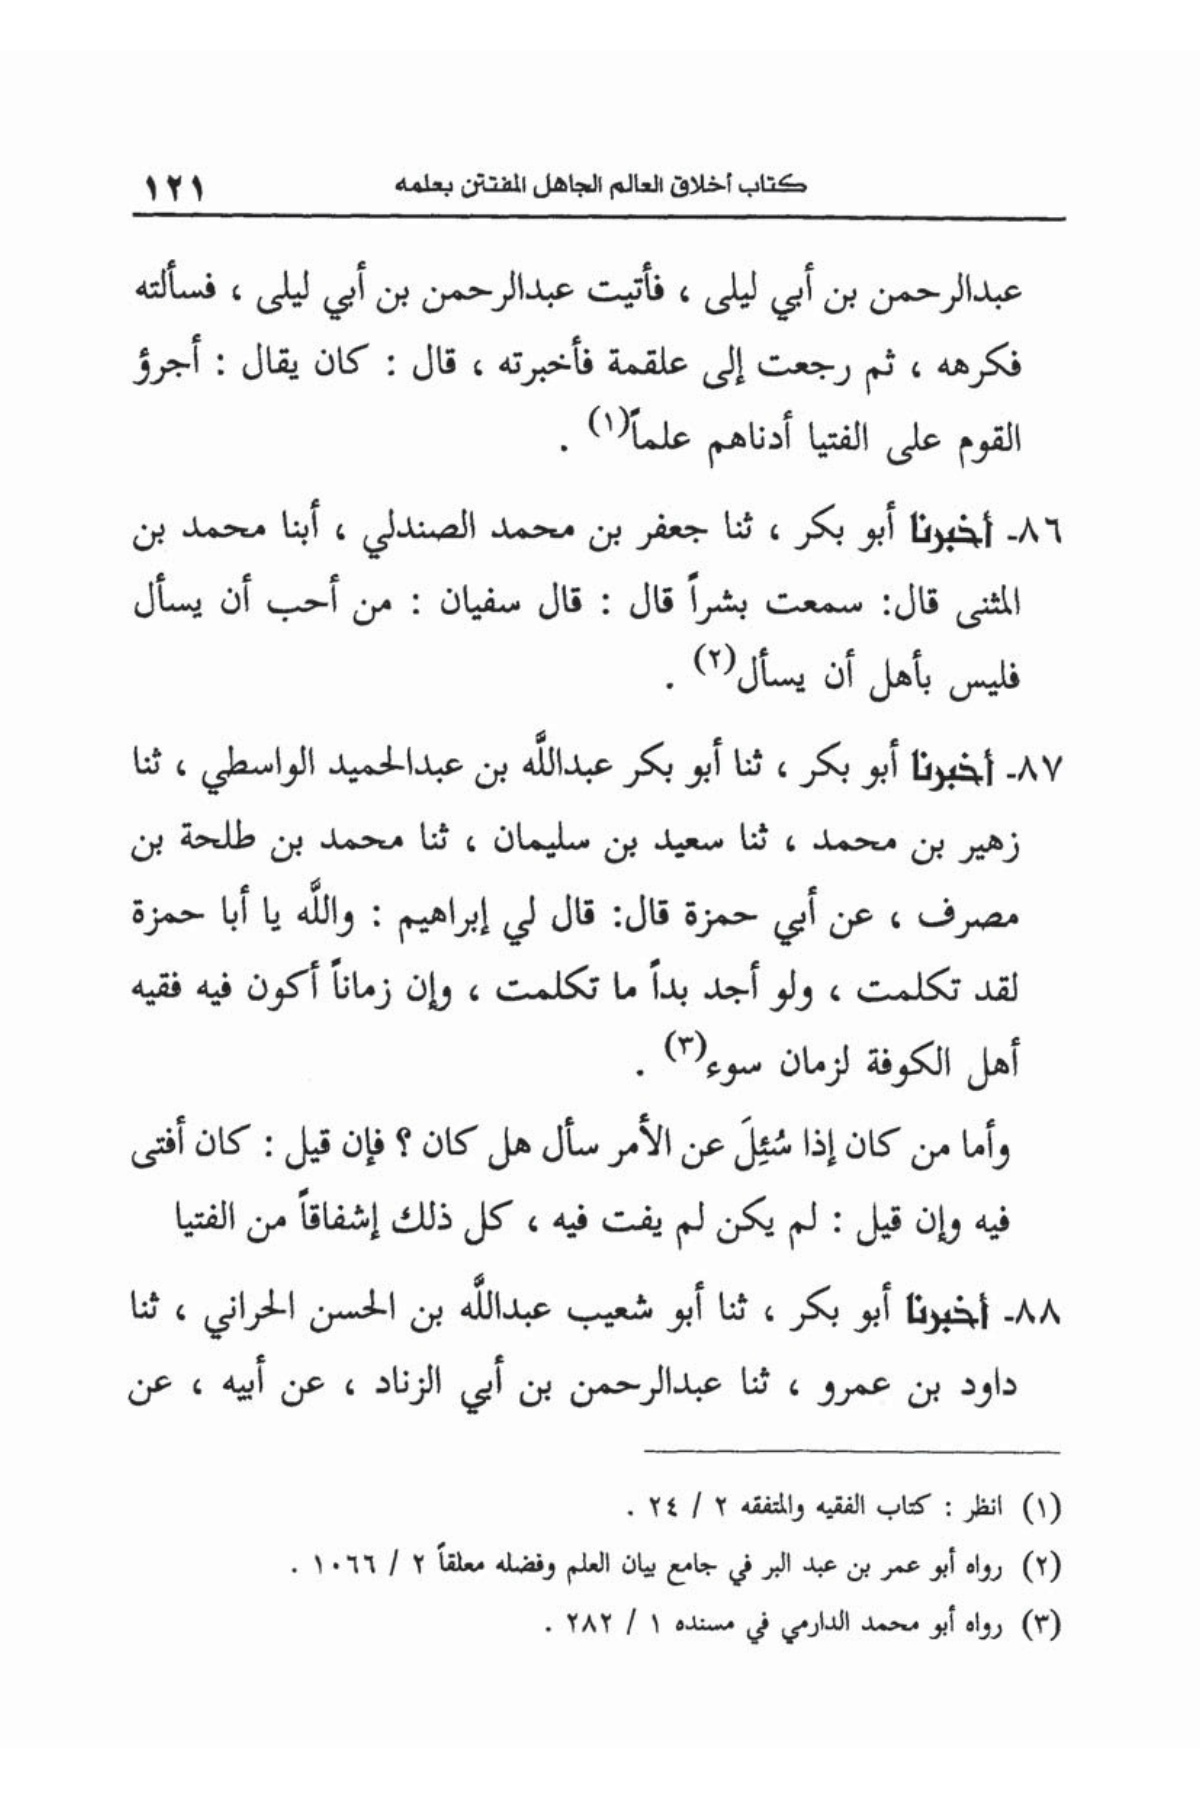 كتاب أخلاق العالم الجاهل المفتتن بعلمه ١٢١
عبدالرحمن بن أبي ليلى ، فأتيت عبدالرحمن بن أبي ليلى ، فسألته
فكرهه ، ثم رجعت إلى علقمة فأخبرته ، قال : كان يقال : أجرؤ
القوم على الفتيا أدناهم علماً(١) .
٨٦- أخبرنا أبو بكر ، ثنا جعفر بن محمد الصندلي ، أبنا محمد بن
المثنى قال: سمعت بشراً قال : قال سفيان : من أحب أن يسأل
فليس بأهل أن يسأل(٢) .
٨٧- أخبرنا أبو بكر ، ثنا أبو بكر عبداللَّه بن عبدالحميد الواسطي ، ثنا
زهير بن محمد ، ثنا سعيد بن سليمان ، ثنا محمد بن طلحة بن
مصرف ، عن أبي حمزة قال: قال لي إبراهيم : واللَّه يا أبا حمزة
لقد تكلمت ، ولو أجد بداً ما تكلمت ، وإن زماناً أكون فيه فقيه
أهل الكوفة لزمان سوء(٣) .
وأما من كان إذا سُئِلَ عن الأمر سأل هل كان ؟ فإن قيل : كان أفتى
فيه وإن قيل : لم يكن لم يفت فيه ، كل ذلك إشفاقاً من الفتيا
٨٨- أخبرنا أبو بكر ، ثنا أبو شعيب عبداللَّه بن الحسن الحراني ، ثنا
داود بن عمرو ، ثنا عبدالرحمن بن أبي الزناد ، عن أبيه ، عن
(١) انظر : كتاب الفقيه والمتفقه ٢ / ٢٤ .
(٢) رواه أبو عمر بن عبد البر في جامع بيان العلم وفضله معلقاً ٢ / ١٠٦٦ .
(٣) رواه أبو محمد الدارمي في مسنده ١ / ٢٨٢ .